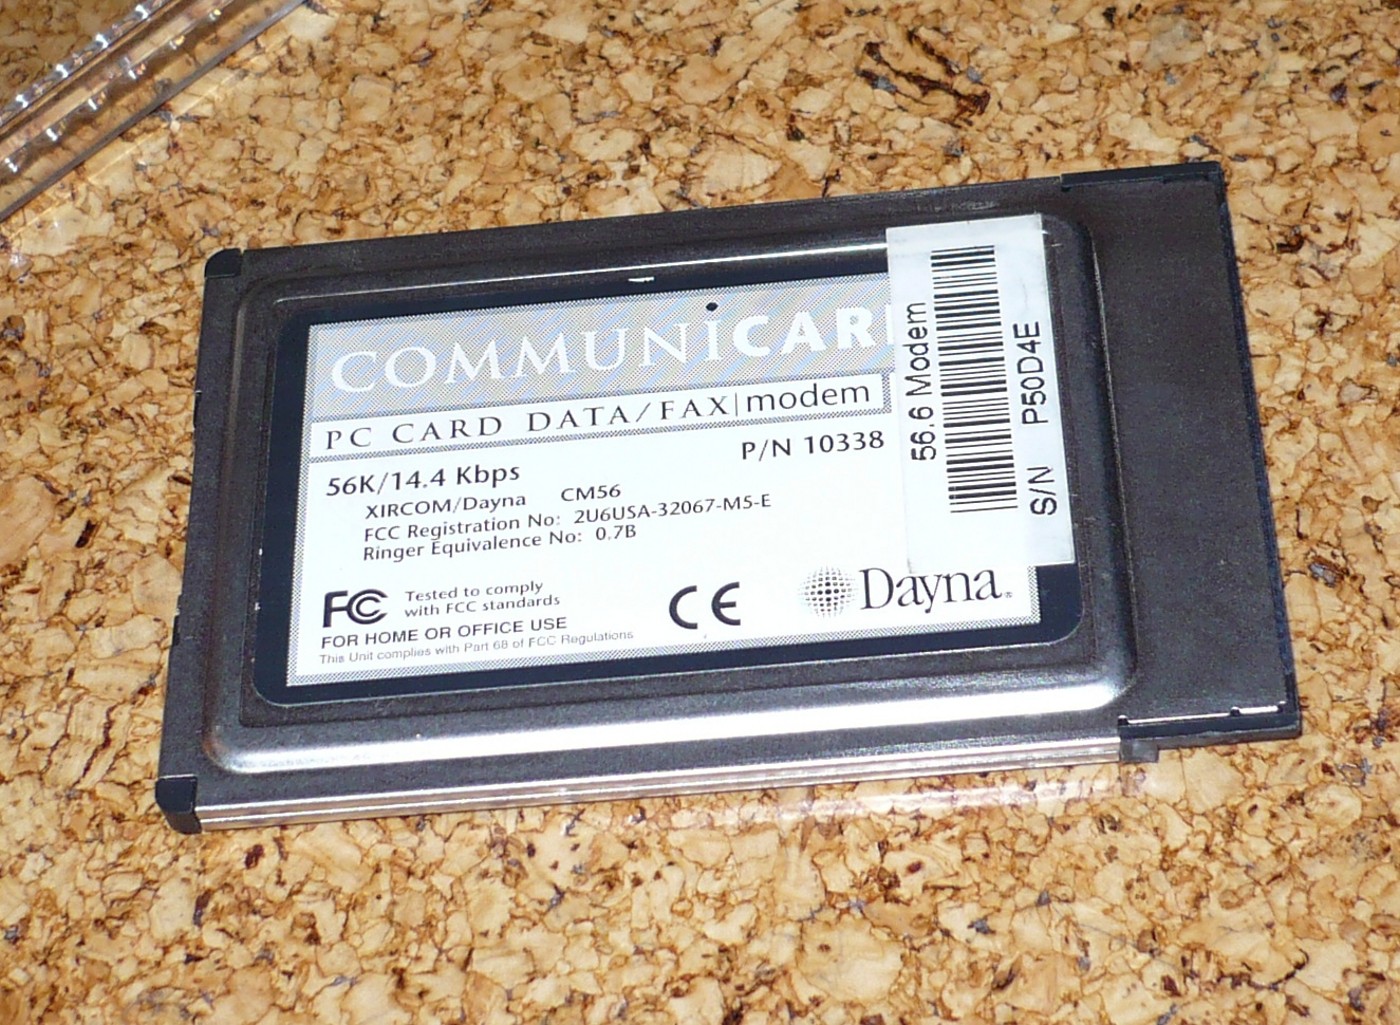 COMMUNiCAR
PC CARD DATA/FAX|modem
P/N 10338
56K/14.4 Kbps
XIRCOM/Dayna CM56
FCC Registration No: 2U6USA-32067-M5-E
Ringer Equivalence No: 0.7B
FC Tested to comply
with FCC standards
FOR HOME OR OFFICE USE
This Unit complies with Part 68 of FCC Regulations
CE
Dayna
56.6 Modem
S/N P50D4E